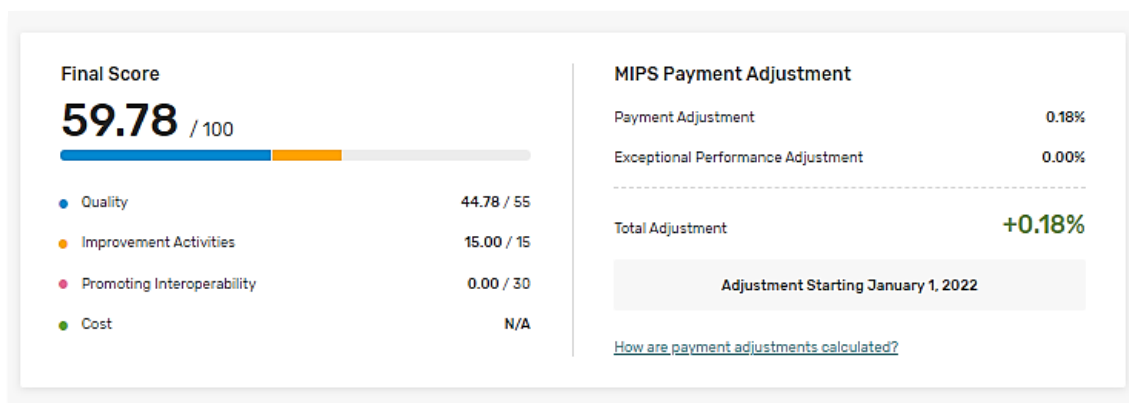 Final Score
59.78 / 100
Quality 44.78 / 55
Improvement Activities 15.00 / 15
Promoting Interoperability 0.00 / 30
Cost N/A
MIPS Payment Adjustment
Payment Adjustment 0.18%
Exceptional Performance Adjustment 0.00%
Total Adjustment +0.18%
Adjustment Starting January 1, 2022
How are payment adjustments calculated?